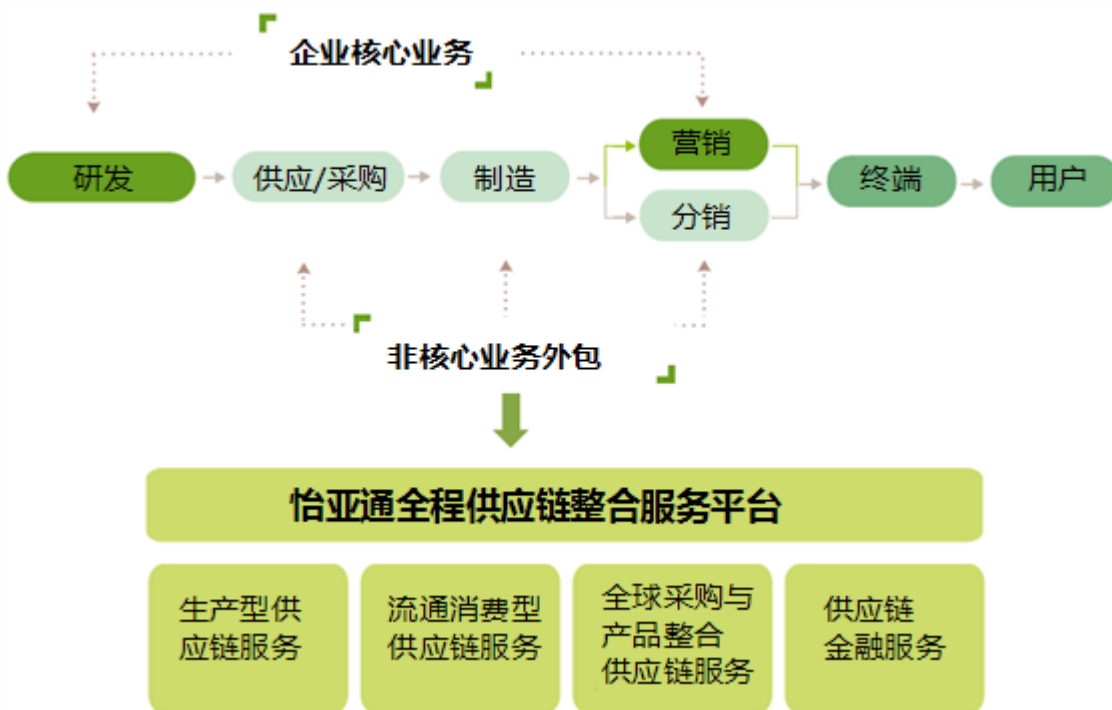 企业核心业务
研发
供应/采购
制造
营销
分销
终端
用户
非核心业务外包
怡亚通全程供应链整合服务平台
生产型供
应链服务
流通消费型
供应链服务
全球采购与
产品整合
供应链服务
供应链
金融服务